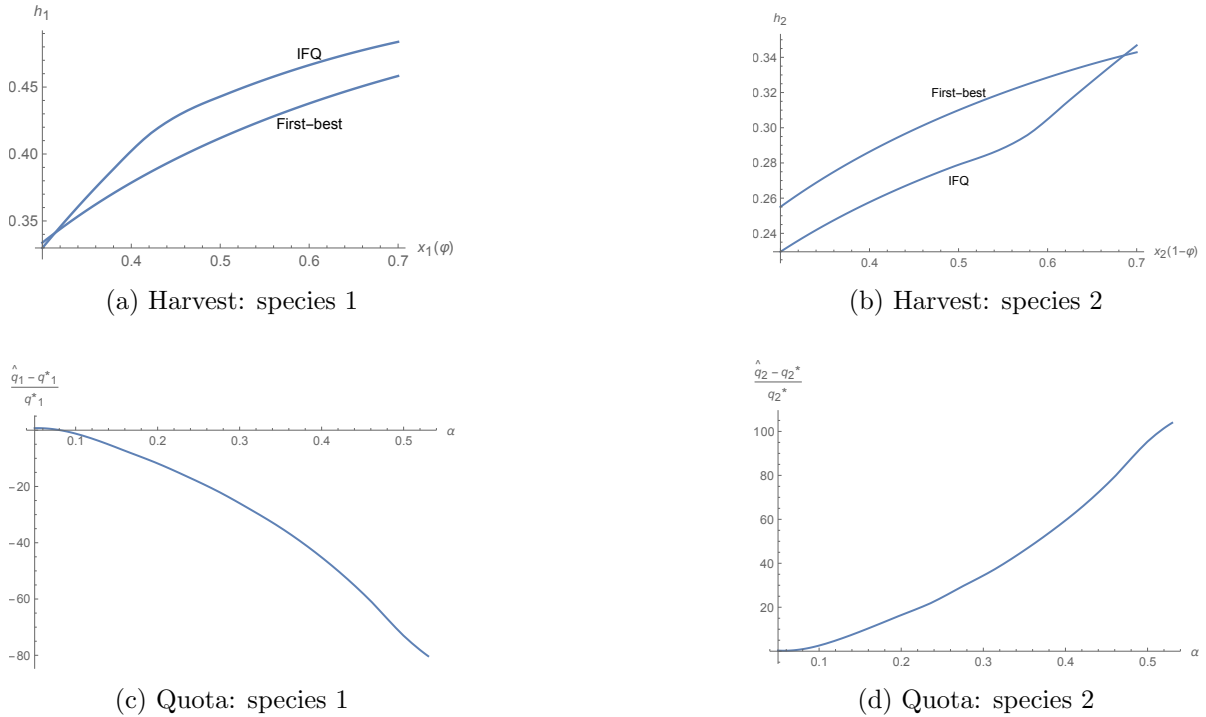 h1
IFQ
0.45
First–best
0.40
0.35
0.4 0.5 0.6 0.7
x1(φ)
(a) Harvest: species 1
h2
0.34
First–best
0.32
0.30
0.28
IFQ
0.26
0.24
0.4 0.5 0.6 0.7
x2(1–φ)
(b) Harvest: species 2
q̂1 – q*1
q*1
0.1 0.2 0.3 0.4 0.5
α
–20
–40
–60
–80
(c) Quota: species 1
q̂2 – q2*
q2*
100
80
60
40
20
0.1 0.2 0.3 0.4 0.5
α
(d) Quota: species 2